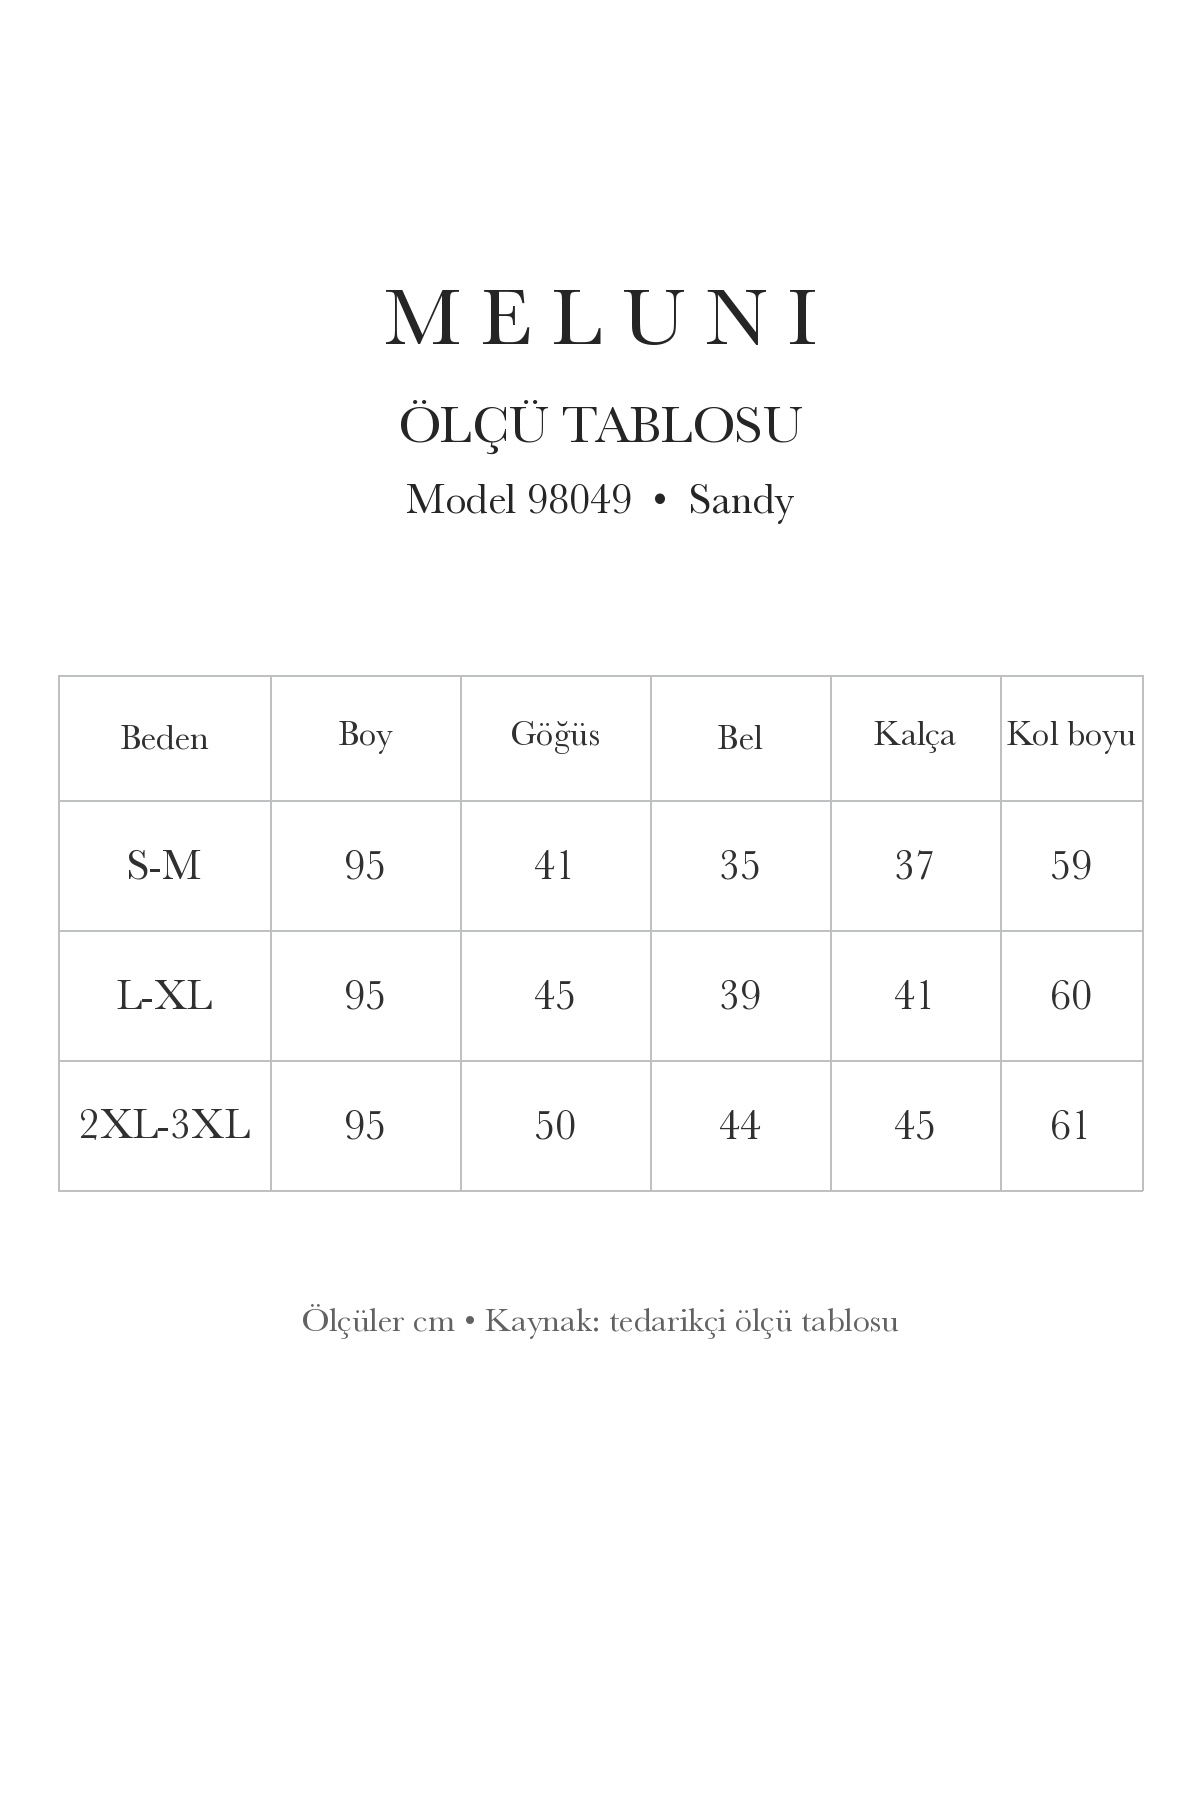 MELUNI
ÖLÇÜ TABLOSU
Model 98049 • Sandy
Beden Boy Göğüs Bel Kalça Kol boyu
S-M 95 41 35 37 59
L-XL 95 45 39 41 60
2XL-3XL 95 50 44 45 61
Ölçüler cm • Kaynak: tedarikçi ölçü tablosu